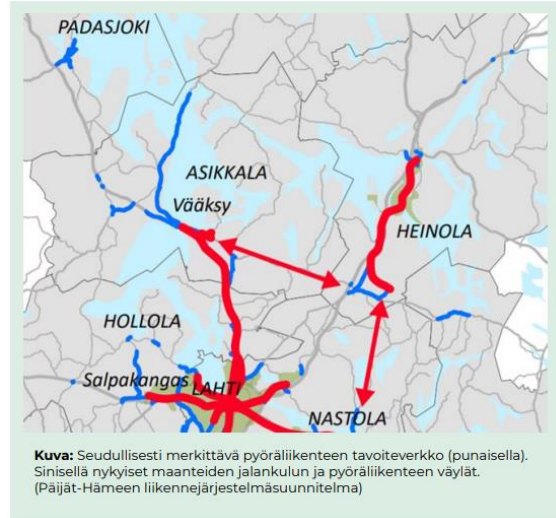 PADASJOKI
ASIKKALA
Vääksy
HEINOLA
HOLLOLA
Salpakangas
LAHTI
NASTOLA
Kuva: Seudullisesti merkittävä pyöräliikenteen tavoiteverkko (punaisella).
Sinisellä nykyiset maanteiden jalankulun ja pyöräliikenteen väylät.
(Päijät-Hämeen liikennejärjestelmäsuunnitelma)